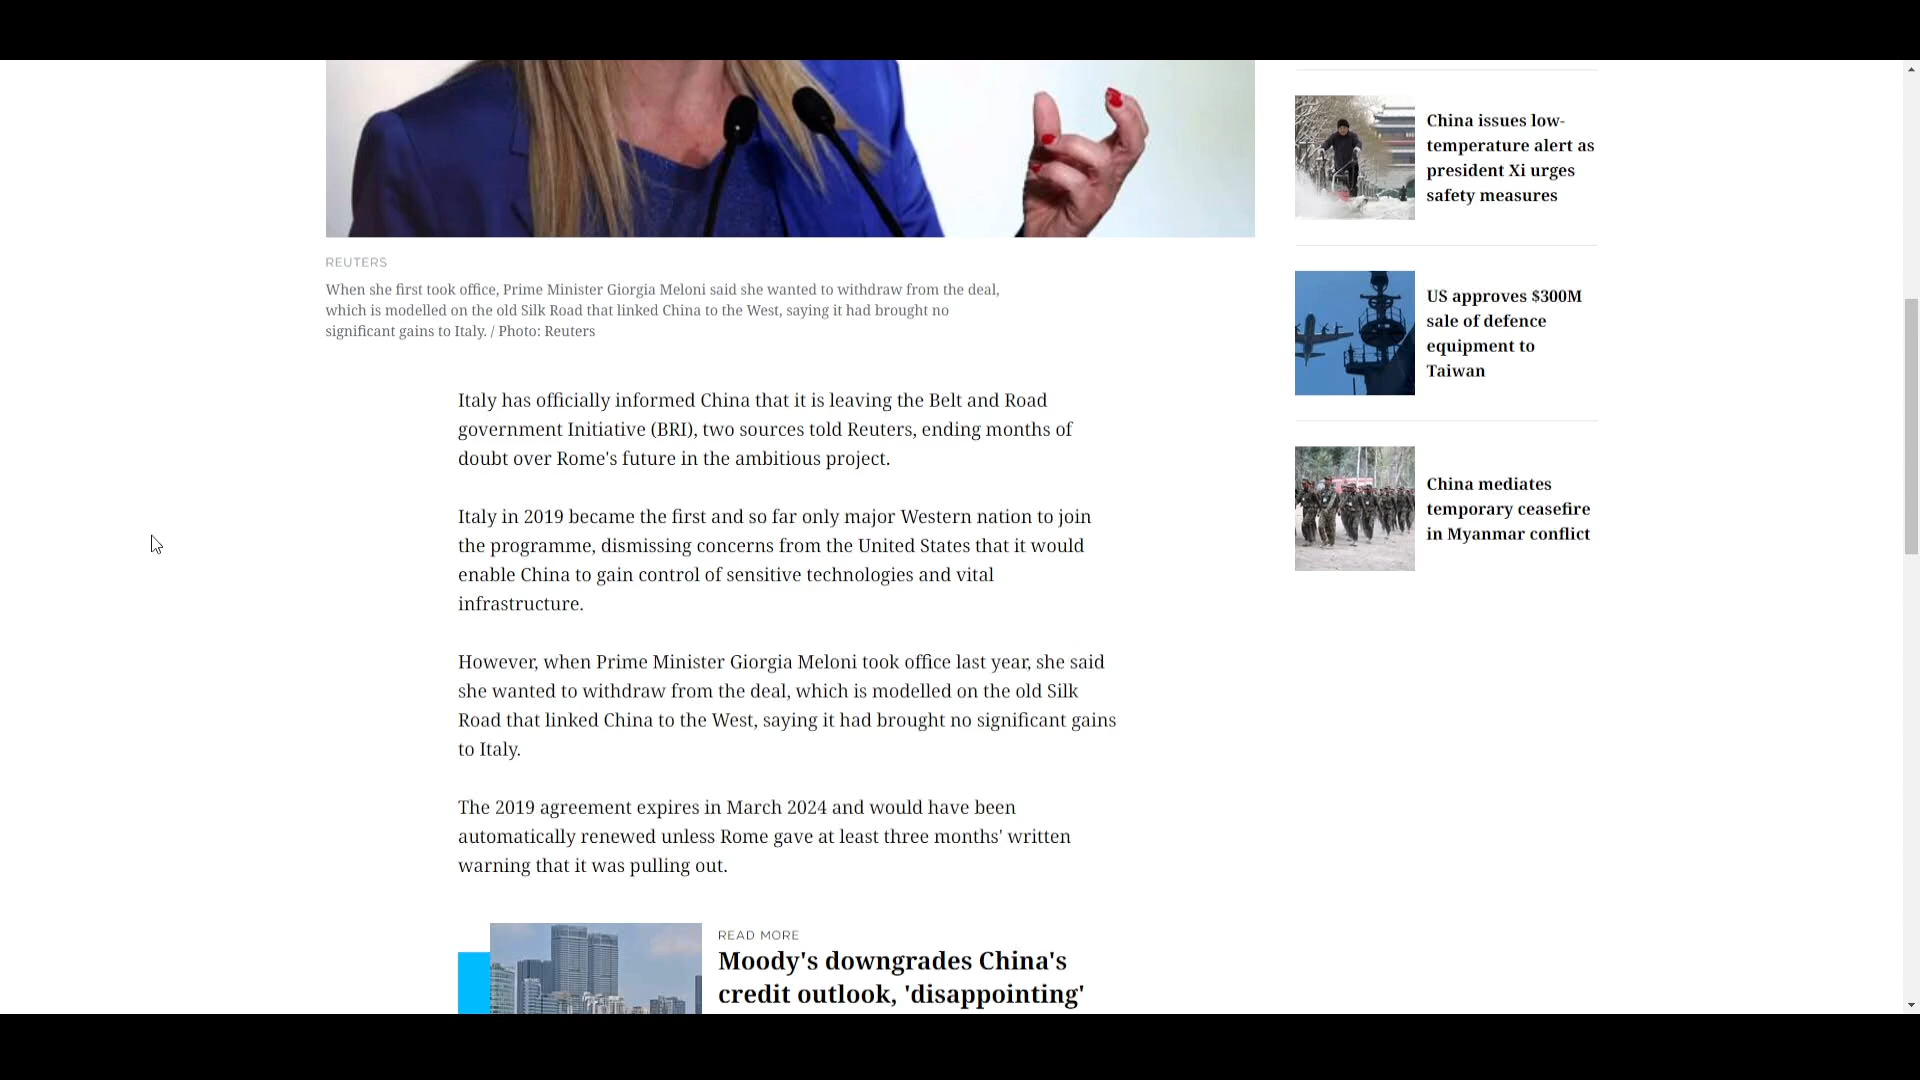 REUTERS
When she first took office, Prime Minister Giorgia Meloni said she wanted to withdraw from the deal,
which is modelled on the old Silk Road that linked China to the West, saying it had brought no
significant gains to Italy. / Photo: Reuters
Italy has officially informed China that it is leaving the Belt and Road
government Initiative (BRI), two sources told Reuters, ending months of
doubt over Rome's future in the ambitious project.
Italy in 2019 became the first and so far only major Western nation to join
the programme, dismissing concerns from the United States that it would
enable China to gain control of sensitive technologies and vital
infrastructure.
However, when Prime Minister Giorgia Meloni took office last year, she said
she wanted to withdraw from the deal, which is modelled on the old Silk
Road that linked China to the West, saying it had brought no significant gains
to Italy.
The 2019 agreement expires in March 2024 and would have been
automatically renewed unless Rome gave at least three months' written
warning that it was pulling out.
READ MORE
Moody's downgrades China's
credit outlook, 'disappointing'
China issues low-
temperature alert as
president Xi urges
safety measures
US approves $300M
sale of defence
equipment to
Taiwan
China mediates
temporary ceasefire
in Myanmar conflict